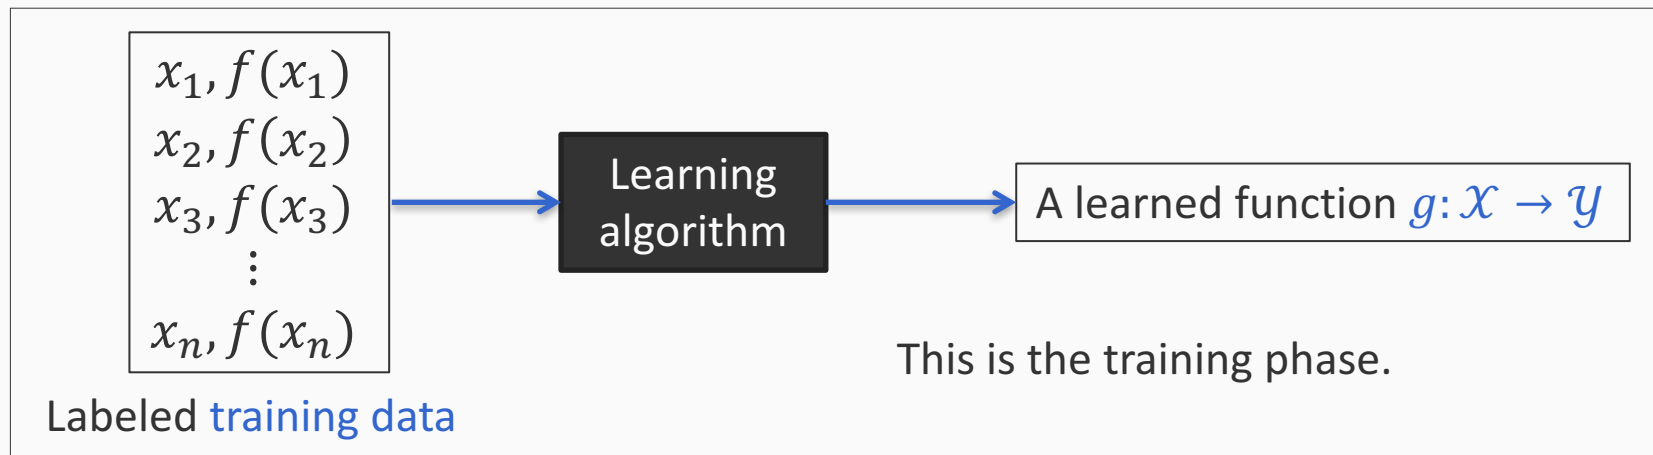 x₁, f(x₁)
x₂, f(x₂)
x₃, f(x₃)
⋮
xₙ, f(xₙ)
Labeled training data
Learning
algorithm
A learned function g: 𝒳 → 𝒴
This is the training phase.